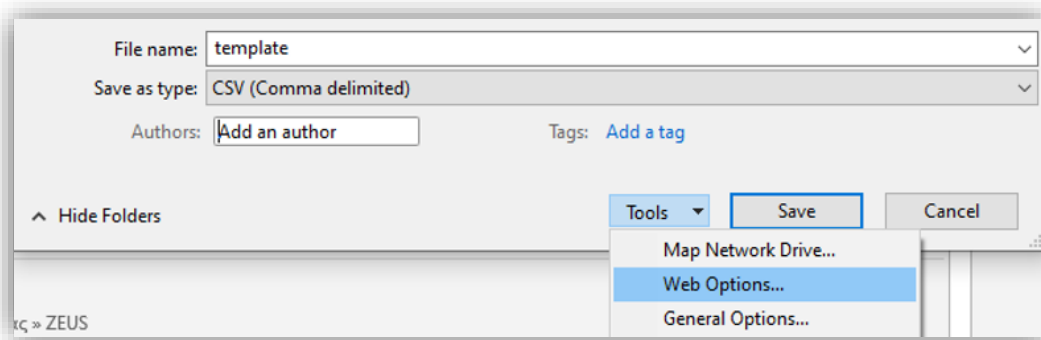 File name: template
Save as type: CSV (Comma delimited)
Authors: Add an author Tags: Add a tag
Hide Folders Tools Save Cancel
Map Network Drive...
Web Options...
General Options...
ας » ZEUS